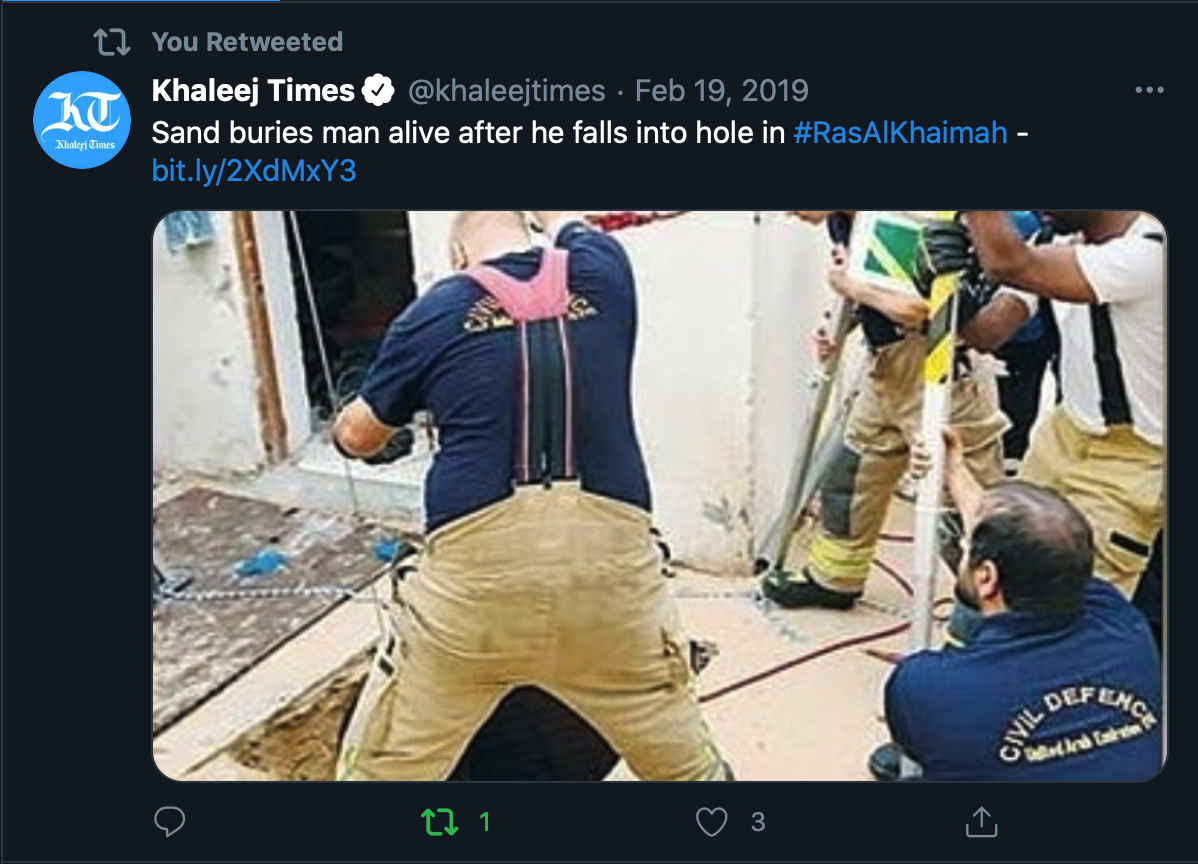 You Retweeted
Khaleej Times @khaleejtimes · Feb 19, 2019
KT
Khaleej Times
Sand buries man alive after he falls into hole in #RasAlKhaimah -
bit.ly/2XdMxY3
CIVIL DEFENCE
United Arab Emirates
1
3